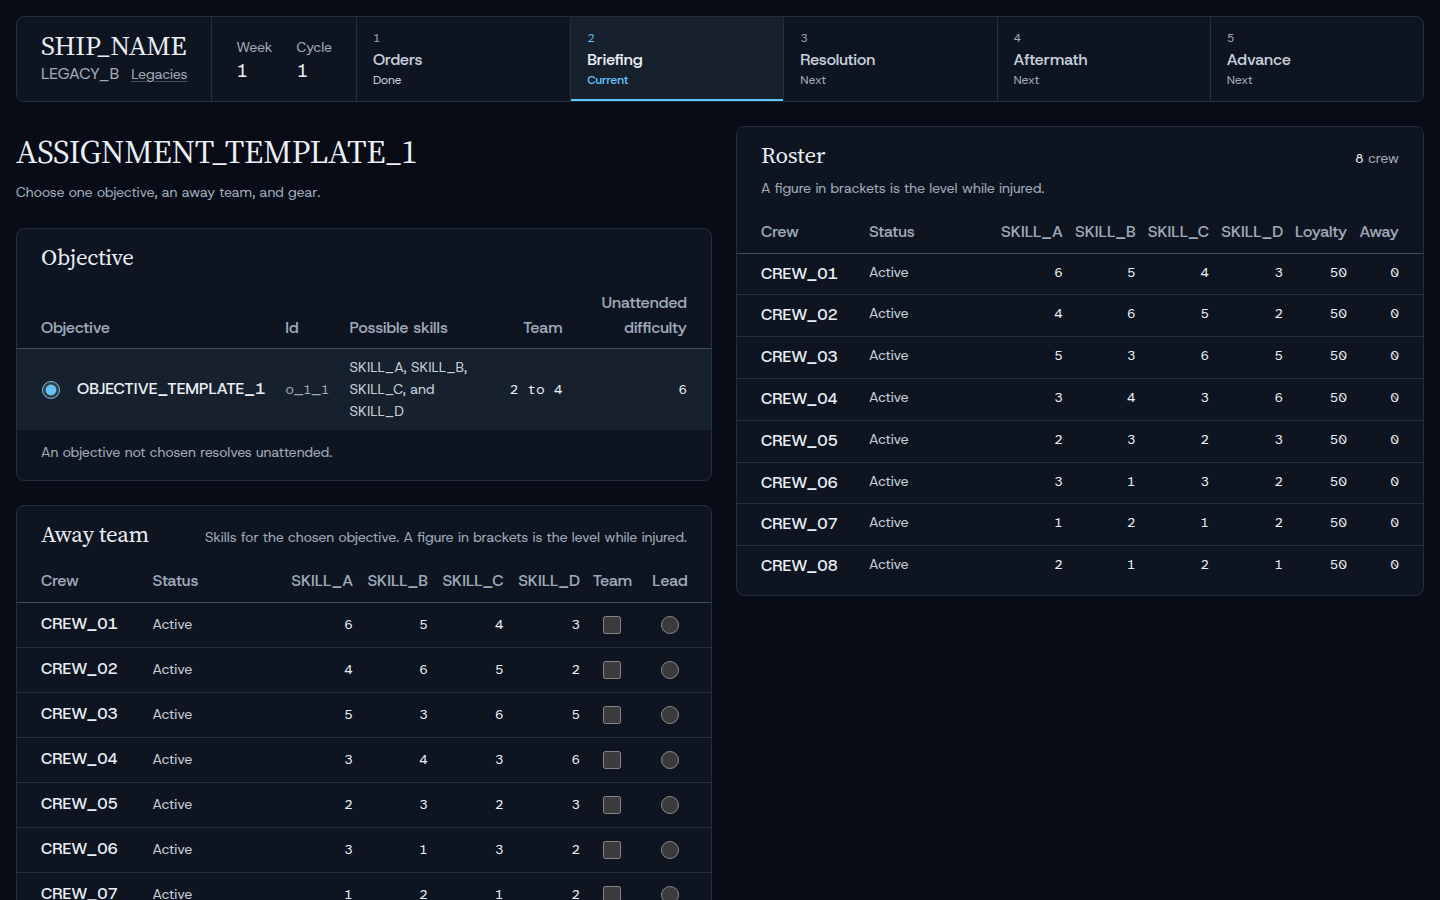 SHIP_NAME
LEGACY_B Legacies
Week Cycle
1 1
1
Orders
Done
2
Briefing
Current
3
Resolution
Next
4
Aftermath
Next
5
Advance
Next
ASSIGNMENT_TEMPLATE_1
Choose one objective, an away team, and gear.
Objective
Objective Id Possible skills Team Unattended difficulty
OBJECTIVE_TEMPLATE_1 o_1_1 SKILL_A, SKILL_B, SKILL_C, and SKILL_D 2 to 4 6
An objective not chosen resolves unattended.
Away team Skills for the chosen objective. A figure in brackets is the level while injured.
Crew Status SKILL_A SKILL_B SKILL_C SKILL_D Team Lead
CREW_01 Active 6 5 4 3
CREW_02 Active 4 6 5 2
CREW_03 Active 5 3 6 5
CREW_04 Active 3 4 3 6
CREW_05 Active 2 3 2 3
CREW_06 Active 3 1 3 2
CREW_07 Active 1 2 1 2
Roster 8 crew
A figure in brackets is the level while injured.
Crew Status SKILL_A SKILL_B SKILL_C SKILL_D Loyalty Away
CREW_01 Active 6 5 4 3 50 0
CREW_02 Active 4 6 5 2 50 0
CREW_03 Active 5 3 6 5 50 0
CREW_04 Active 3 4 3 6 50 0
CREW_05 Active 2 3 2 3 50 0
CREW_06 Active 3 1 3 2 50 0
CREW_07 Active 1 2 1 2 50 0
CREW_08 Active 2 1 2 1 50 0